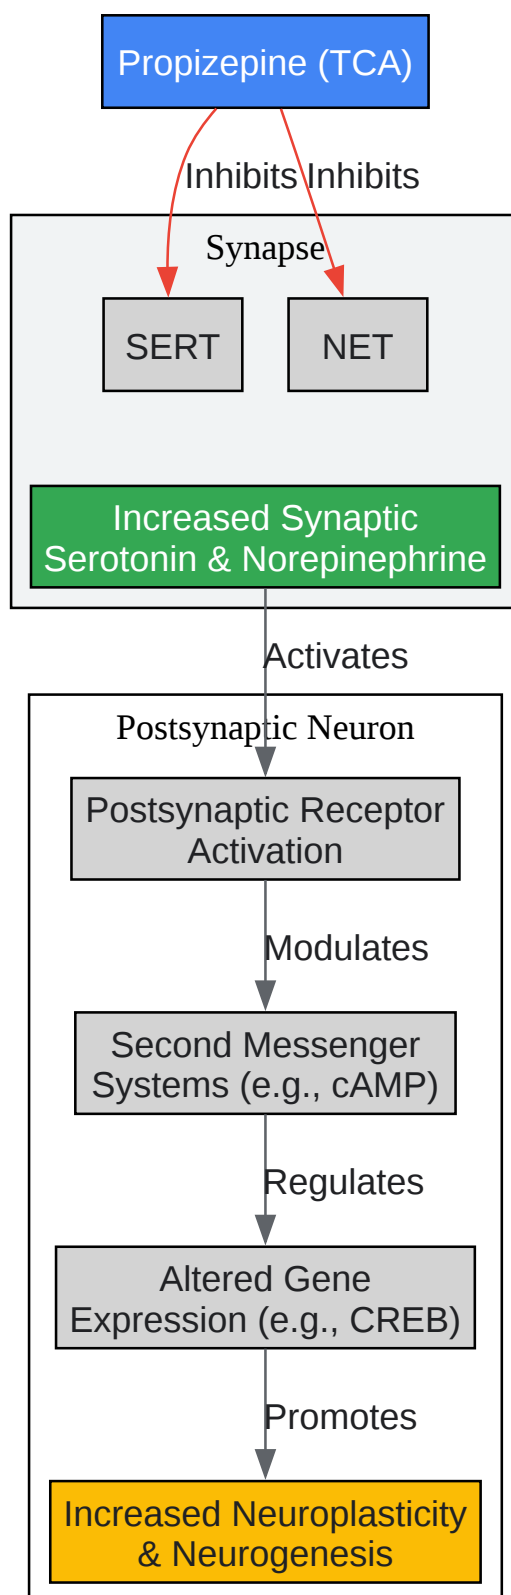 Propizepine (TCA)
Inhibits Inhibits
Synapse
SERT
NET
Increased Synaptic
Serotonin & Norepinephrine
Activates
Postsynaptic Neuron
Postsynaptic Receptor
Activation
Modulates
Second Messenger
Systems (e.g., cAMP)
Regulates
Altered Gene
Expression (e.g., CREB)
Promotes
Increased Neuroplasticity
& Neurogenesis